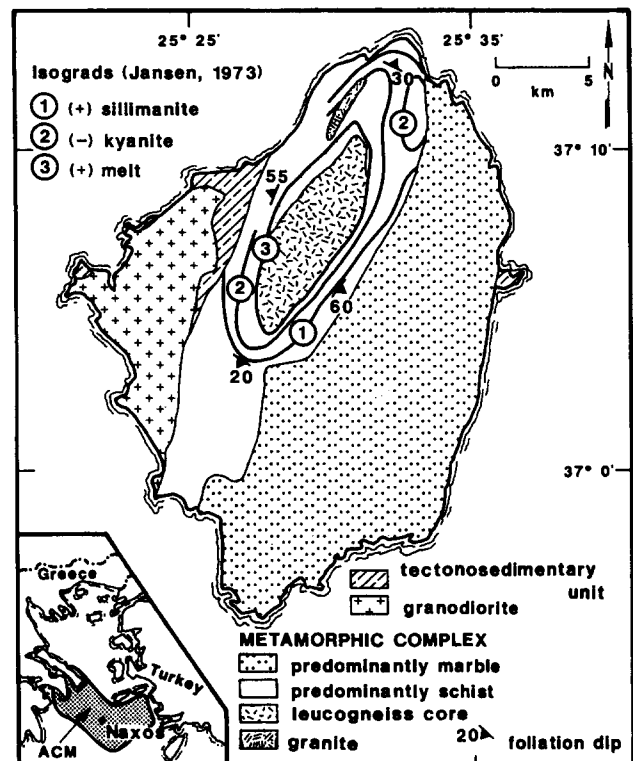 25° 25'
25° 35'
Isograds (Jansen, 1973)
1 (+) sillimanite
2 (–) kyanite
3 (+) melt
0 5
km
N
30
2
37° 10'
55
3
2
60
1
20
37° 0'
tectonosedimentary
unit
granodiorite
METAMORPHIC COMPLEX
predominantly marble
predominantly schist
leucogneiss core
granite
20 foliation dip
Greece
Turkey
Naxos
ACM